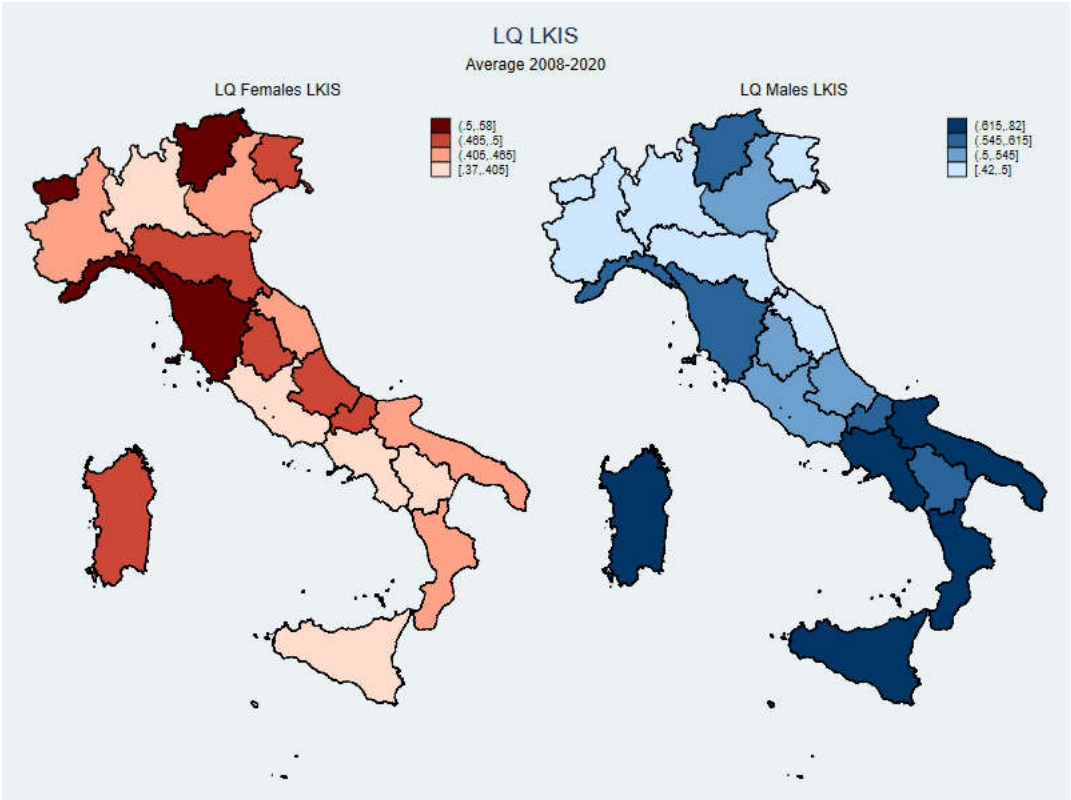 LQ LKIS
Average 2008-2020
LQ Females LKIS
(.5,.58]
(.465,.5]
(.405,.465]
[.37,.405]
LQ Males LKIS
(.615,.82]
(.545,.615]
(.5,.545]
[.42,.5]